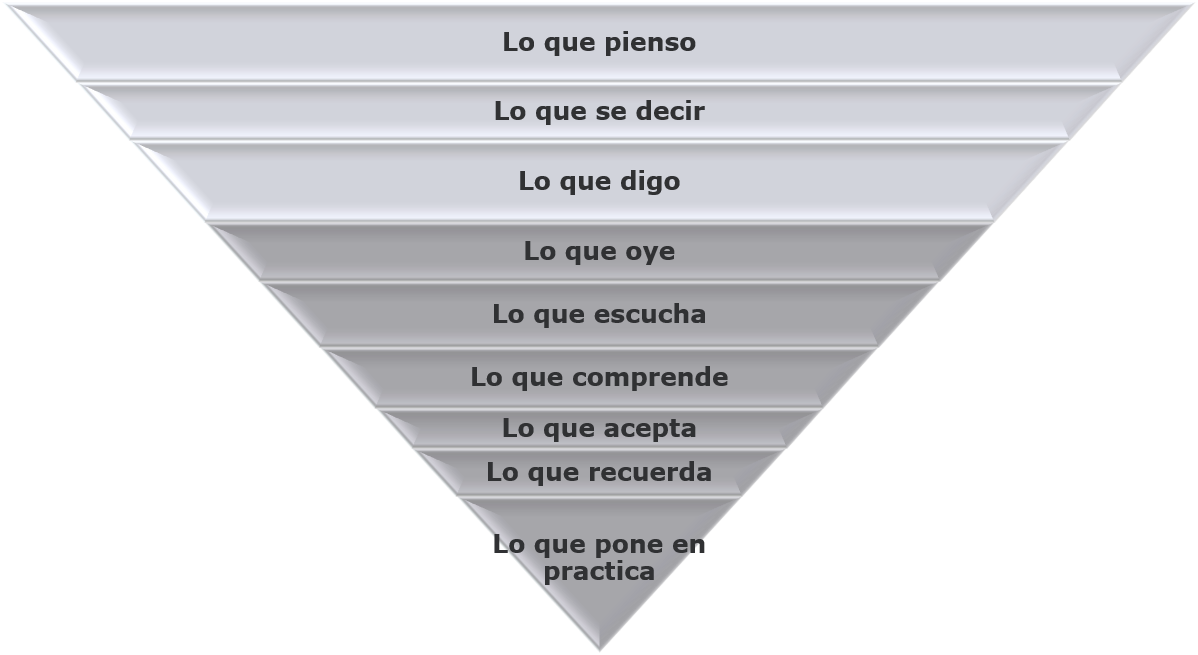 Lo que pienso
Lo que se decir
Lo que digo
Lo que oye
Lo que escucha
Lo que comprende
Lo que acepta
Lo que recuerda
Lo que pone en
practica